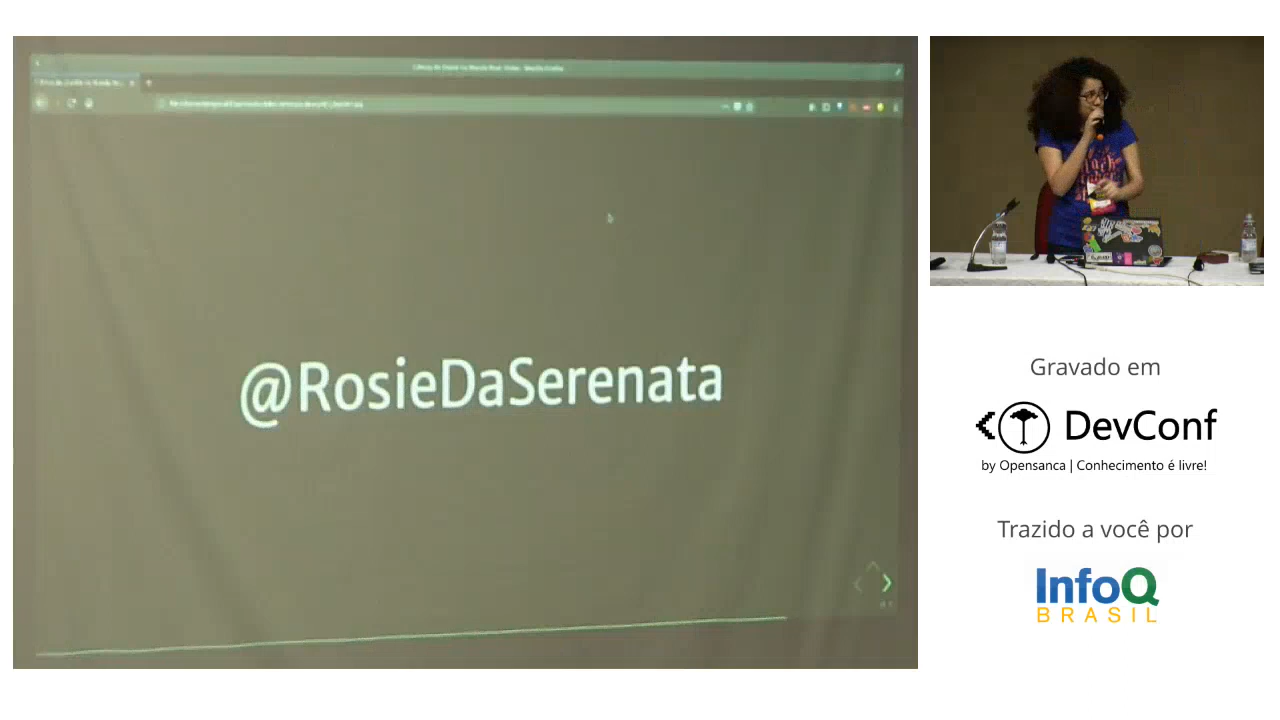 @RosieDaSerenata
Gravado em
DevConf
by Opensanca | Conhecimento é livre!
Trazido a você por
InfoQ
BRASIL